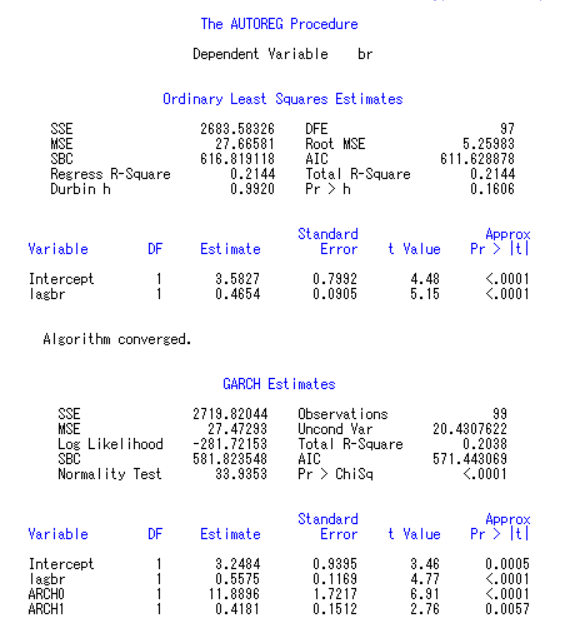 The AUTOREG Procedure
Dependent Variable br
Ordinary Least Squares Estimates
SSE 2683.58326 DFE 97
MSE 27.66581 Root MSE 5.25983
SBC 616.819118 AIC 611.628878
Regress R-Square 0.2144 Total R-Square 0.2144
Durbin h 0.9920 Pr > h 0.1606
Standard Approx
Variable DF Estimate Error t Value Pr > |t|
Intercept 1 3.5827 0.7992 4.48 <.0001
lagbr 1 0.4654 0.0905 5.15 <.0001
Algorithm converged.
GARCH Estimates
SSE 2719.82044 Observations 99
MSE 27.47293 Uncond Var 20.4307622
Log Likelihood -281.72153 Total R-Square 0.2038
SBC 581.823548 AIC 571.443069
Normality Test 33.9353 Pr > ChiSq <.0001
Standard Approx
Variable DF Estimate Error t Value Pr > |t|
Intercept 1 3.2484 0.9395 3.46 0.0005
lagbr 1 0.5575 0.1169 4.77 <.0001
ARCH0 1 11.8896 1.7217 6.91 <.0001
ARCH1 1 0.4181 0.1512 2.76 0.0057